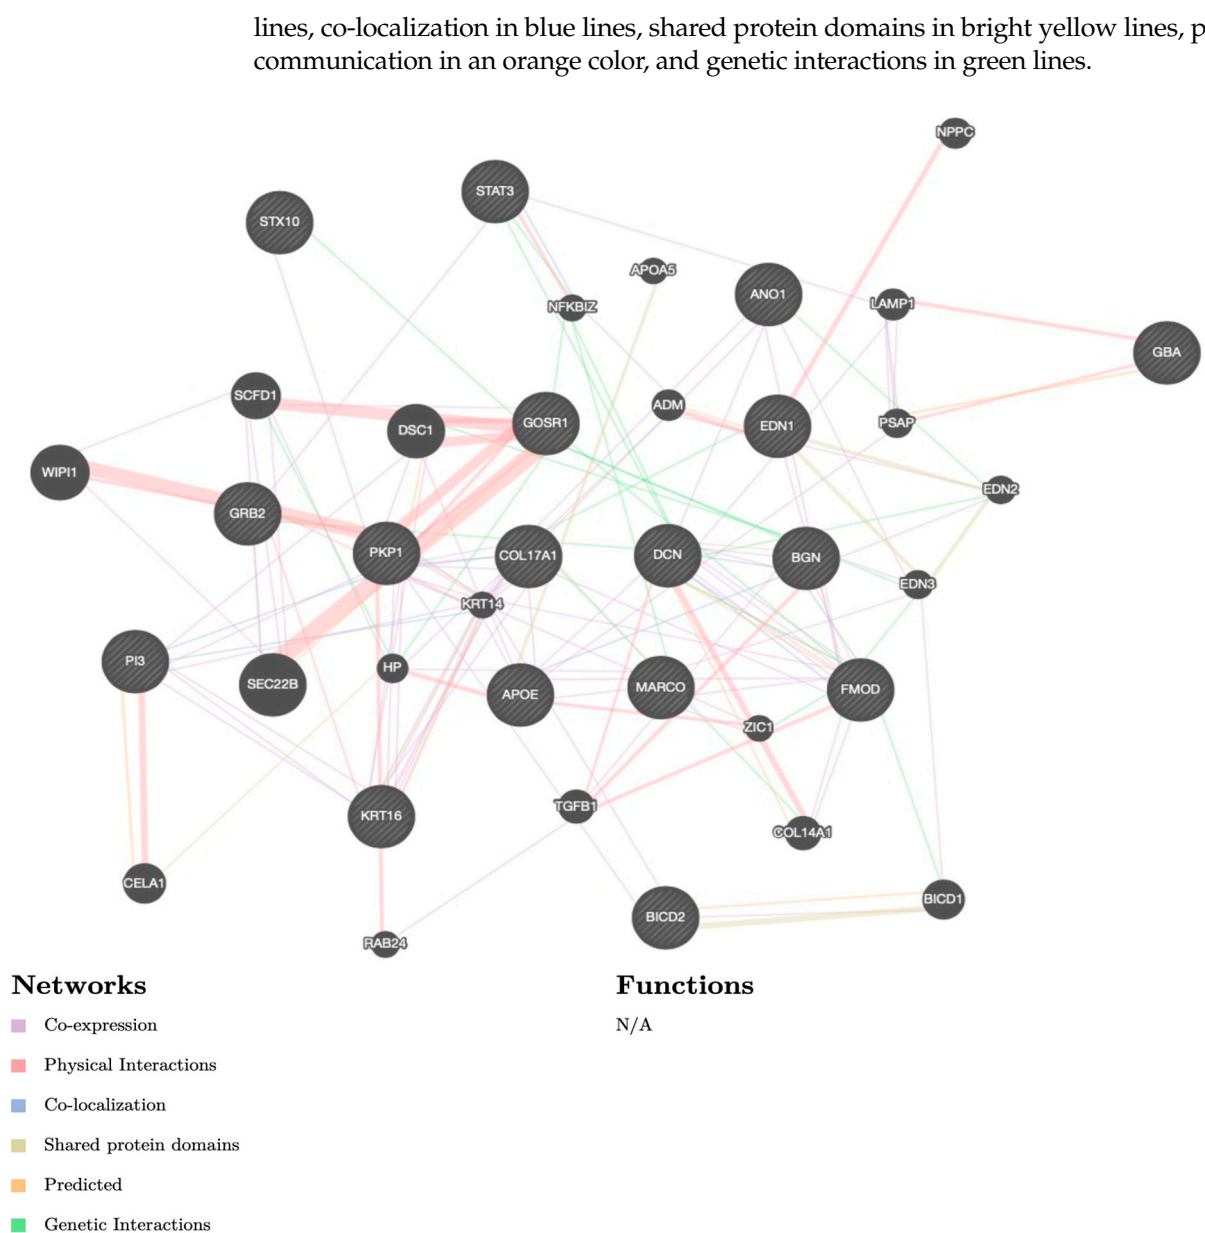 lines, co-localization in blue lines, shared protein domains in bright yellow lines, p
communication in an orange color, and genetic interactions in green lines.
NPPC
STAT3
STX10
APOA5
ANO1
NFKBIZ
LAMP1
GBA
SCFD1
ADM
GOSR1
DSC1
EDN1
PSAP
WIPI1
EDN2
GRB2
PKP1
COL17A1
DCN
BGN
EDN3
KRT14
PI3
HP
SEC22B
APOE
MARCO
FMOD
ZIC1
TGFB1
KRT16
COL14A1
CELA1
BICD1
BICD2
RAB24
Networks
Co-expression
Physical Interactions
Co-localization
Shared protein domains
Predicted
Genetic Interactions
Functions
N/A